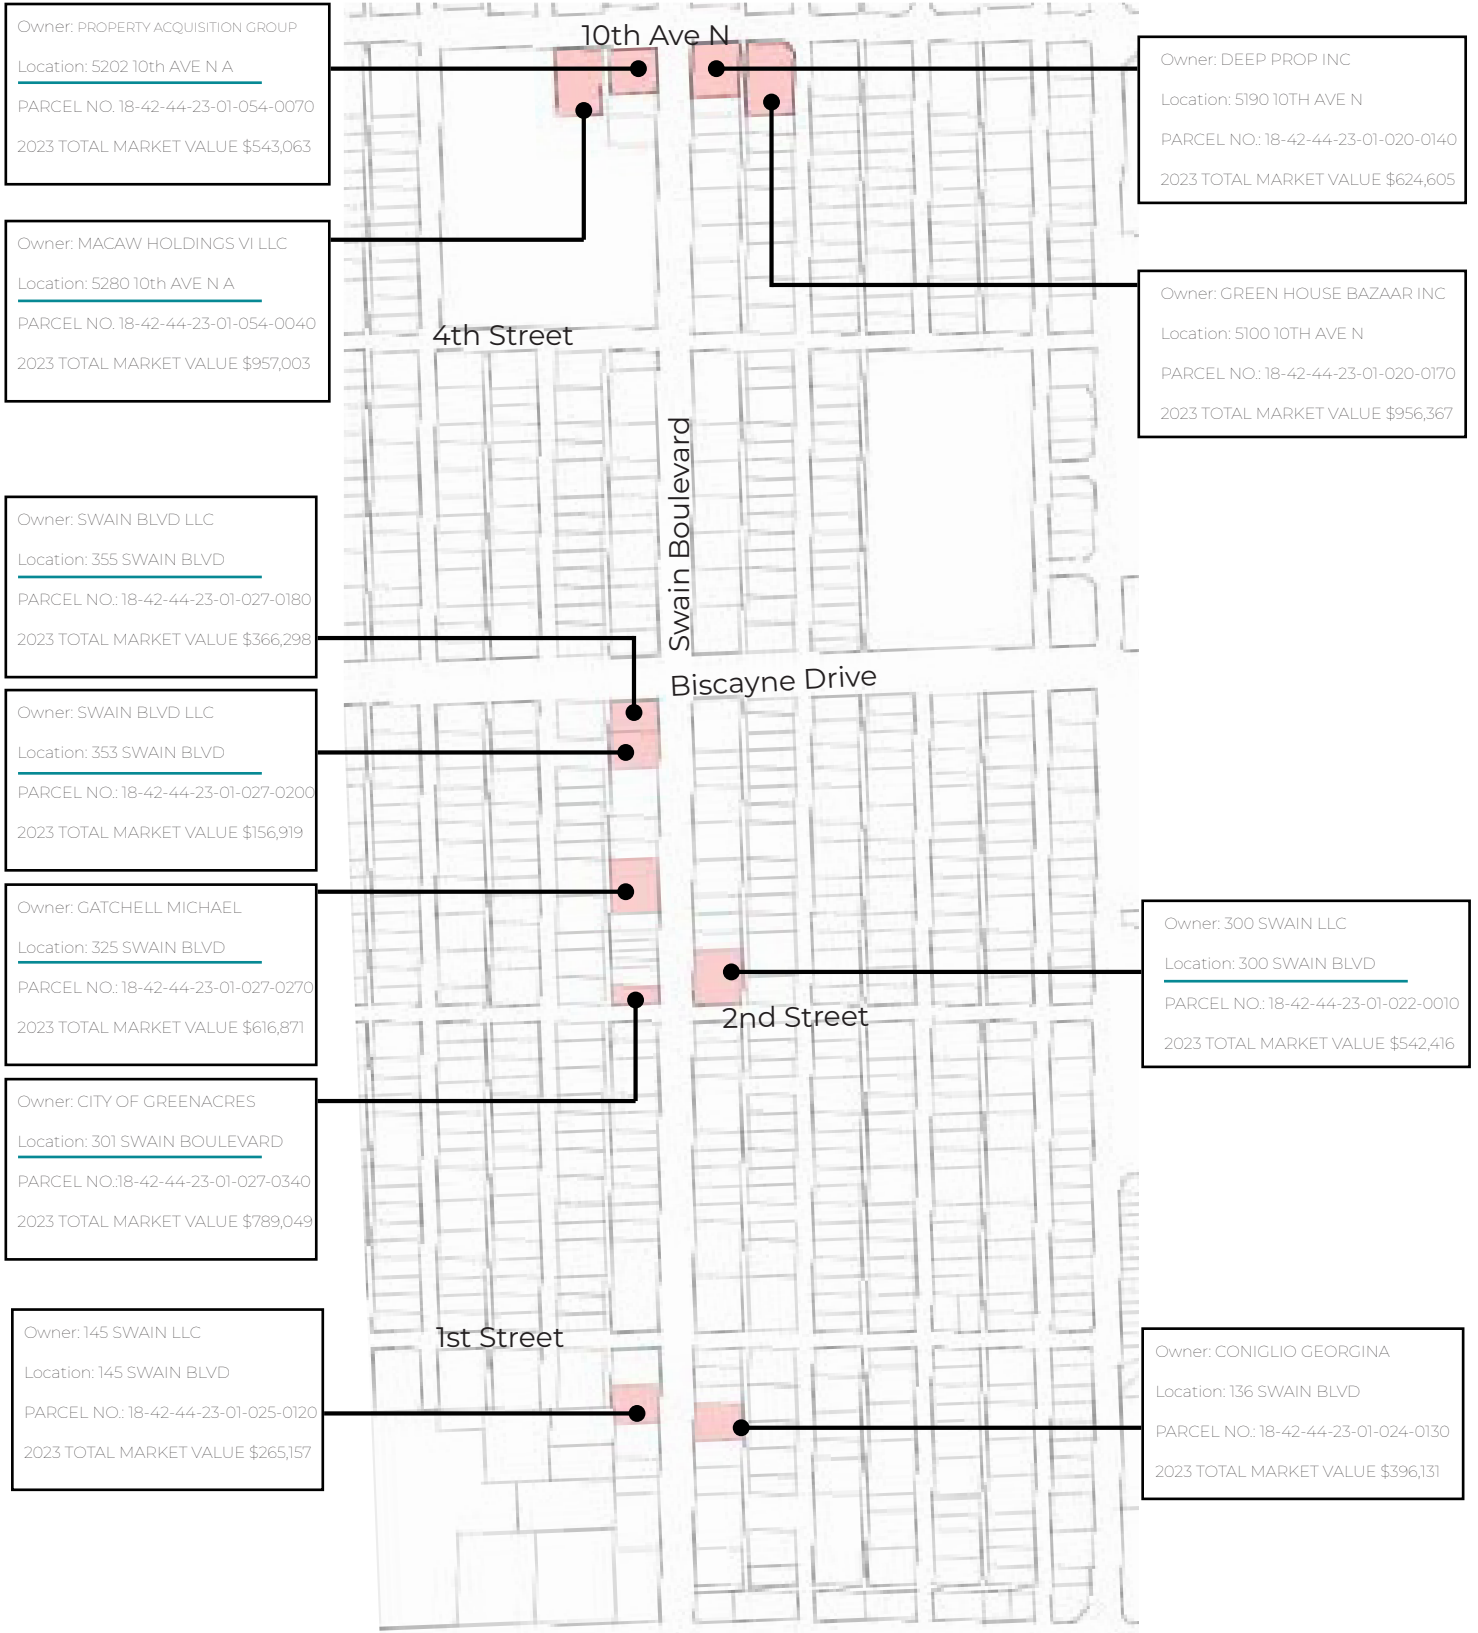 Owner: PROPERTY ACQUISITION GROUP
Location: 5202 10th AVE N A
PARCEL NO. 18-42-44-23-01-054-0070
2023 TOTAL MARKET VALUE $543,063
Owner: MACAW HOLDINGS VI LLC
Location: 5280 10th AVE N A
PARCEL NO. 18-42-44-23-01-054-0040
2023 TOTAL MARKET VALUE $957,003
Owner: SWAIN BLVD LLC
Location: 355 SWAIN BLVD
PARCEL NO.: 18-42-44-23-01-027-0180
2023 TOTAL MARKET VALUE $366,298
Owner: SWAIN BLVD LLC
Location: 353 SWAIN BLVD
PARCEL NO.: 18-42-44-23-01-027-0200
2023 TOTAL MARKET VALUE $156,919
Owner: GATCHELL MICHAEL
Location: 325 SWAIN BLVD
PARCEL NO.: 18-42-44-23-01-027-0270
2023 TOTAL MARKET VALUE $616,871
Owner: CITY OF GREENACRES
Location: 301 SWAIN BOULEVARD
PARCEL NO.:18-42-44-23-01-027-0340
2023 TOTAL MARKET VALUE $789,049
Owner: 145 SWAIN LLC
Location: 145 SWAIN BLVD
PARCEL NO.: 18-42-44-23-01-025-0120
2023 TOTAL MARKET VALUE $265,157
10th Ave N
4th Street
Swain Boulevard
Biscayne Drive
2nd Street
1st Street
Owner: DEEP PROP INC
Location: 5190 10TH AVE N
PARCEL NO.: 18-42-44-23-01-020-0140
2023 TOTAL MARKET VALUE $624,605
Owner: GREEN HOUSE BAZAAR INC
Location: 5100 10TH AVE N
PARCEL NO.: 18-42-44-23-01-020-0170
2023 TOTAL MARKET VALUE $956,367
Owner: 300 SWAIN LLC
Location: 300 SWAIN BLVD
PARCEL NO.: 18-42-44-23-01-022-0010
2023 TOTAL MARKET VALUE $542,416
Owner: CONIGLIO GEORGINA
Location: 136 SWAIN BLVD
PARCEL NO.: 18-42-44-23-01-024-0130
2023 TOTAL MARKET VALUE $396,131